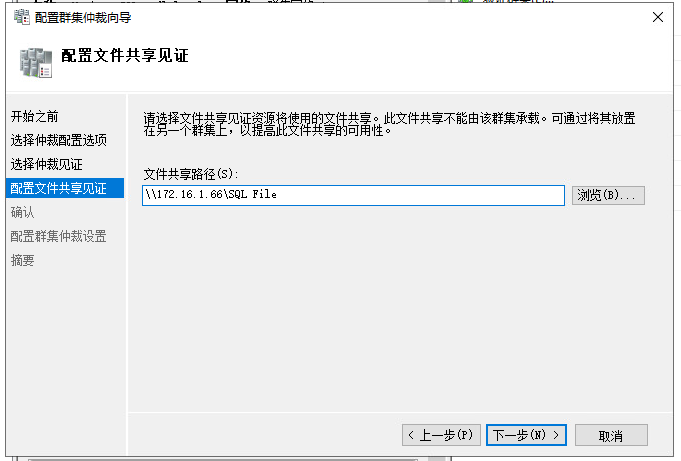 配置群集仲裁向导
配置文件共享见证
开始之前
选择仲裁配置选项
选择仲裁见证
配置文件共享见证
确认
配置群集仲裁设置
摘要
请选择文件共享见证资源将使用的文件共享。此文件共享不能由该群集承载。可通过将其放置
在另一个群集上，以提高此文件共享的可用性。
文件共享路径(S):
\\172.16.1.66\SQL File
浏览(B)...
< 上一步(P)
下一步(N) >
取消